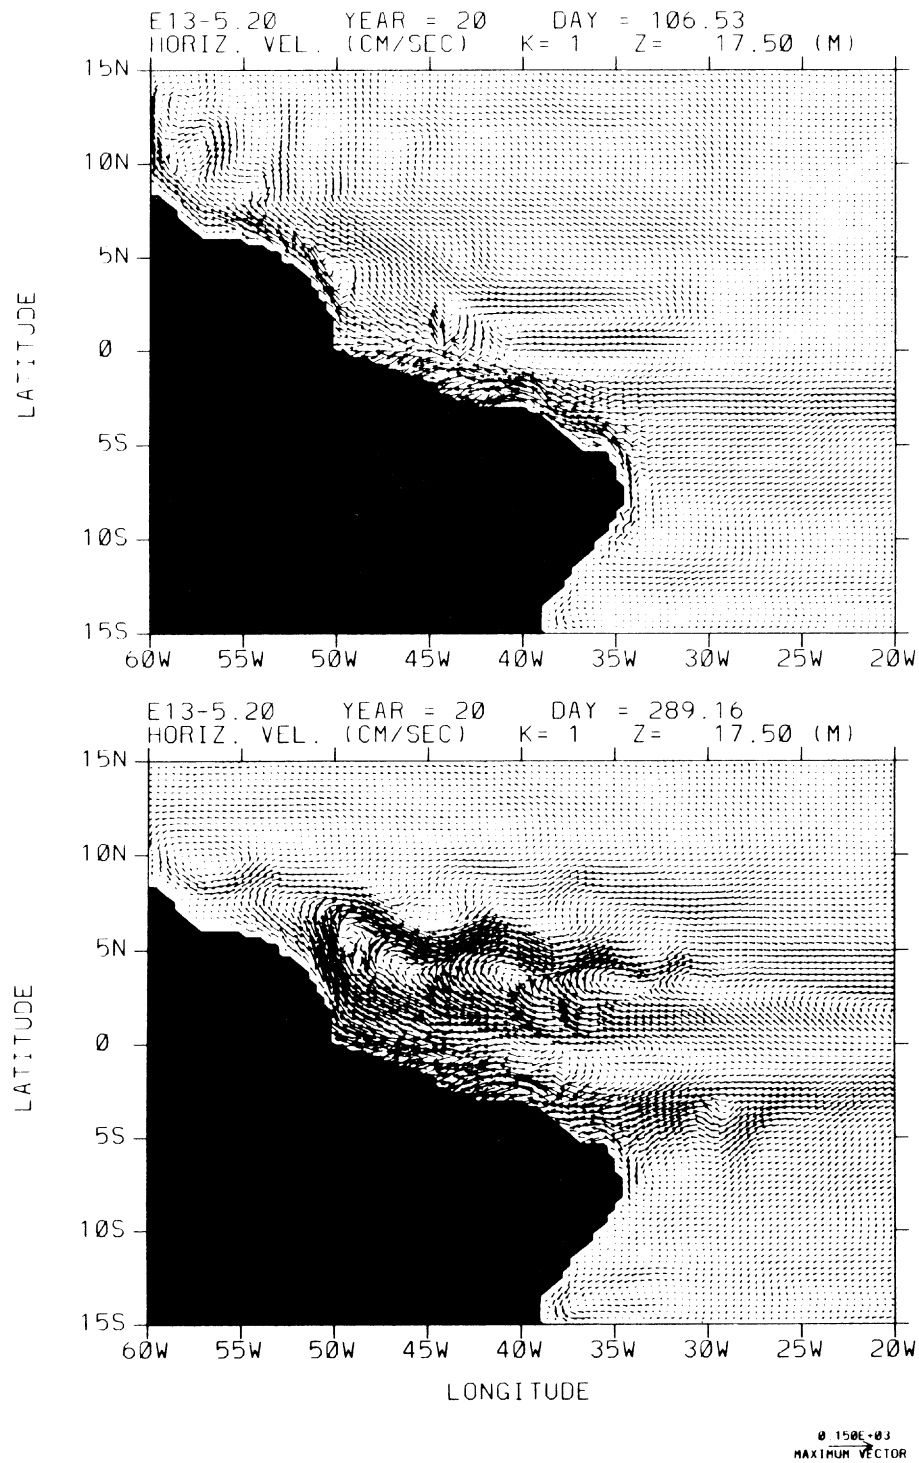 E13-5.20 YEAR = 20 DAY = 106.53
HORIZ. VEL. (CM/SEC) K= 1 Z= 17.50 (M)
15N
10N
5N
0
5S
10S
15S
LATITUDE
60W 55W 50W 45W 40W 35W 30W 25W 20W
E13-5.20 YEAR = 20 DAY = 289.16
HORIZ. VEL. (CM/SEC) K= 1 Z= 17.50 (M)
15N
10N
5N
0
5S
10S
15S
LATITUDE
60W 55W 50W 45W 40W 35W 30W 25W 20W
LONGITUDE
0.150E+03
MAXIMUM VECTOR